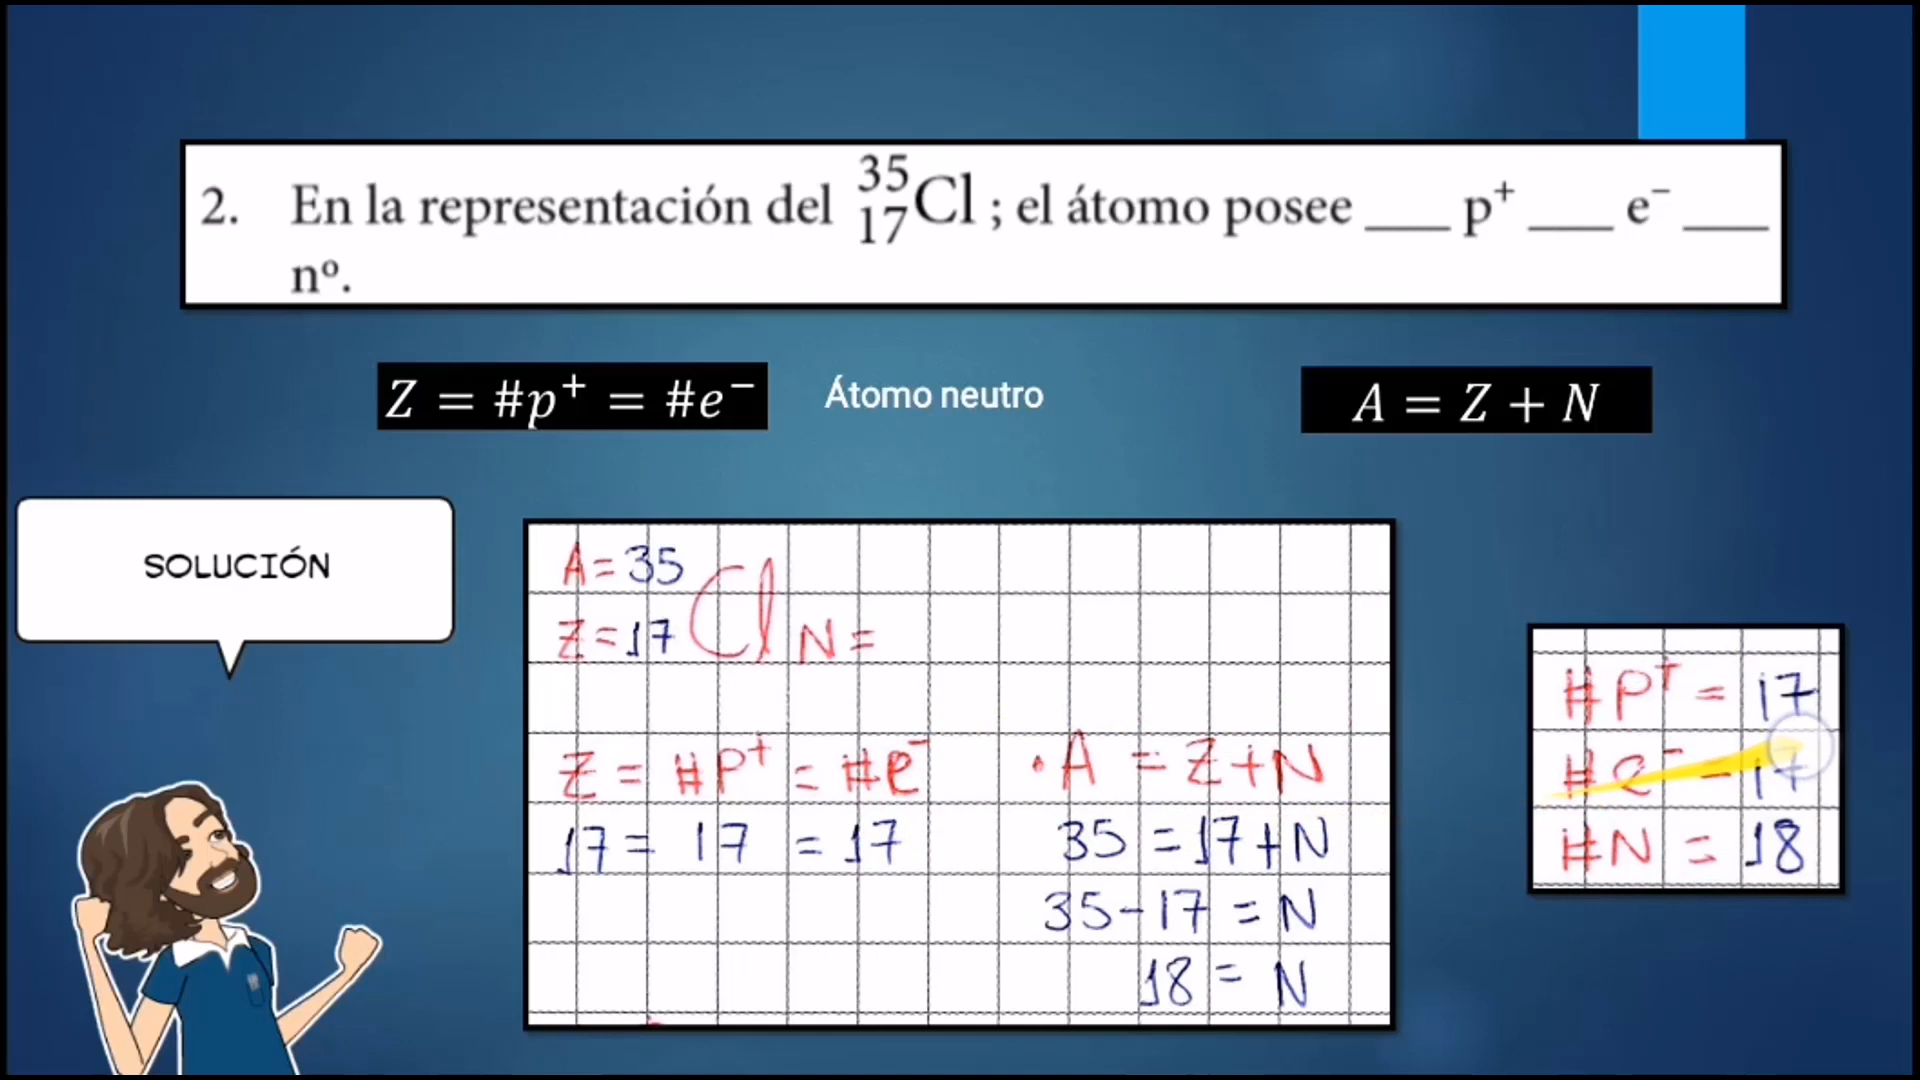 2. En la representación del ³⁵₁₇Cl ; el átomo posee ___ p⁺ ___ e⁻ ___
nº.
Z = #p⁺ = #e⁻
Átomo neutro
A = Z + N
SOLUCIÓN
A = 35
Z = 17 Cl N =
Z = #P⁺ = #e⁻
17 = 17 = 17
· A = Z + N
35 = 17 + N
35 - 17 = N
18 = N
#P⁺ = 17
#e⁻ = 17
#N = 18